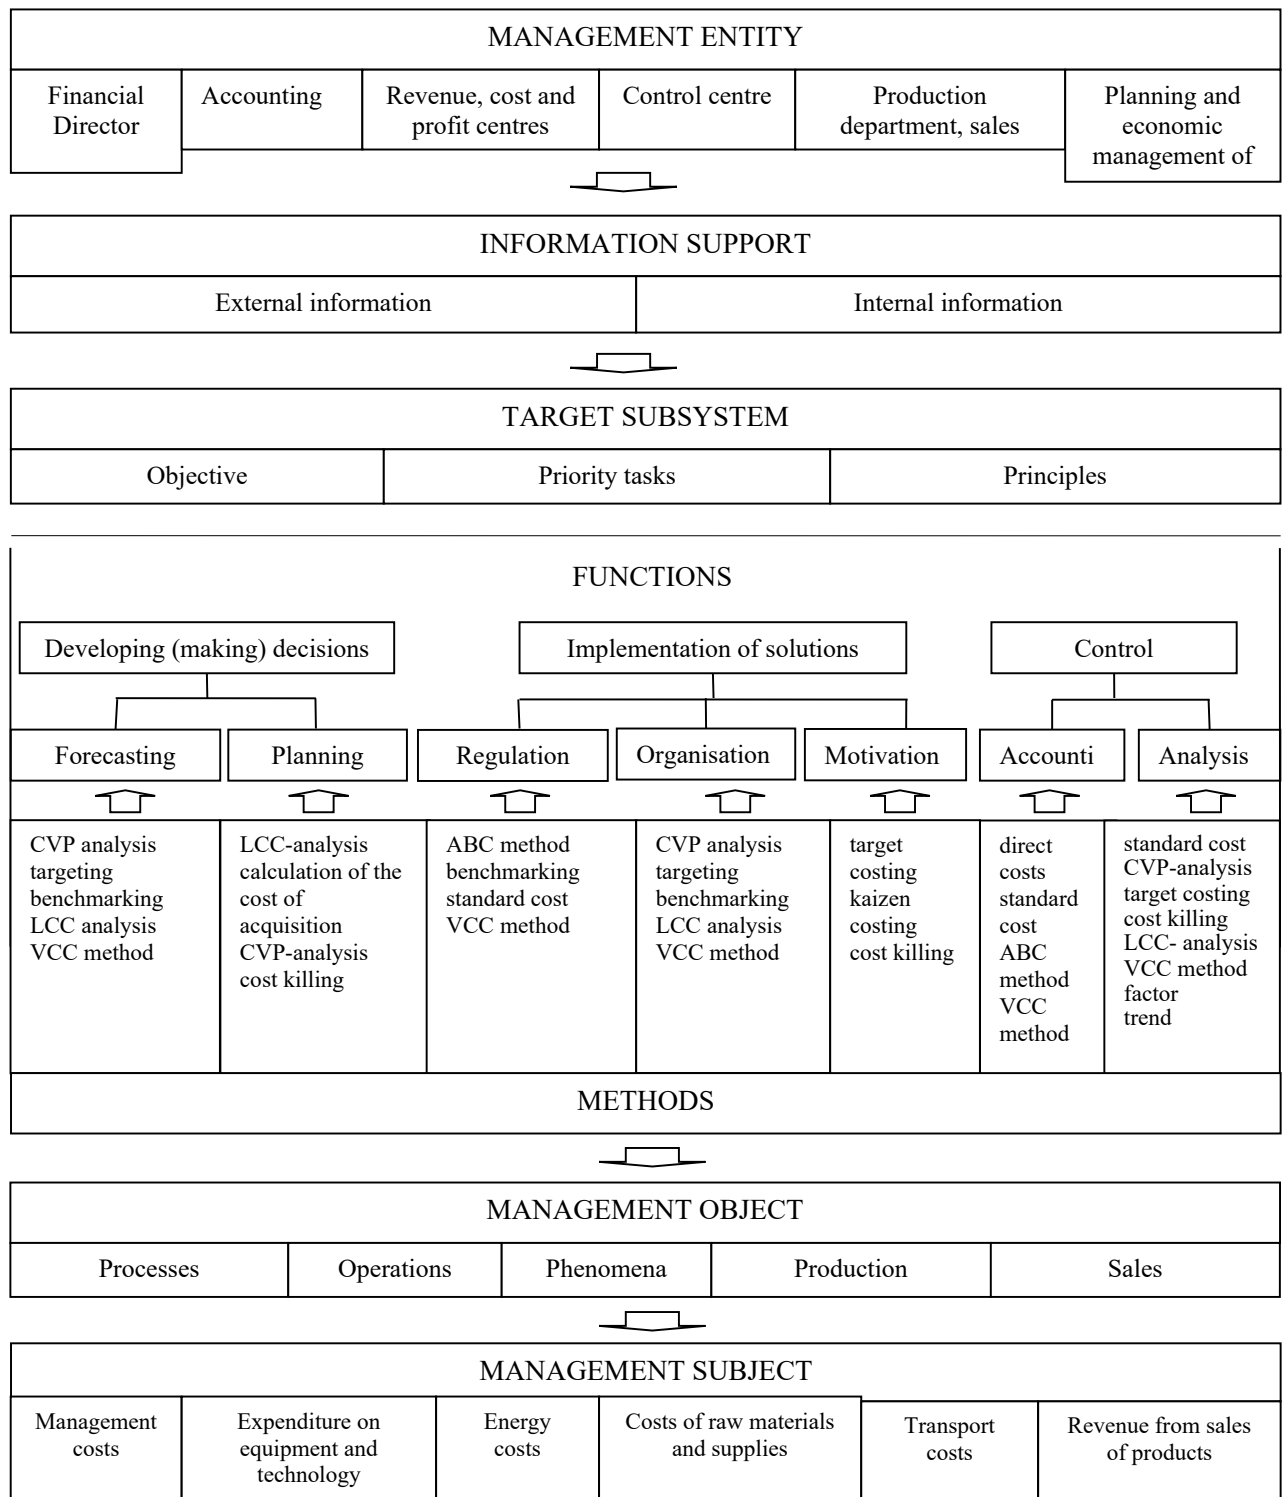 MANAGEMENT ENTITY
Financial
Director
Accounting
Revenue, cost and
profit centres
Control centre
Production
department, sales
Planning and
economic
management of
INFORMATION SUPPORT
External information
Internal information
TARGET SUBSYSTEM
Objective
Priority tasks
Principles
FUNCTIONS
Developing (making) decisions
Implementation of solutions
Control
Forecasting
Planning
Regulation
Organisation
Motivation
Accounti
Analysis
CVP analysis
targeting
benchmarking
LCC analysis
VCC method
LCC-analysis
calculation of the
cost of
acquisition
CVP-analysis
cost killing
ABC method
benchmarking
standard cost
VCC method
CVP analysis
targeting
benchmarking
LCC analysis
VCC method
target
costing
kaizen
costing
cost killing
direct
costs
standard
cost
ABC
method
VCC
method
standard cost
CVP-analysis
target costing
cost killing
LCC- analysis
VCC method
factor
trend
METHODS
MANAGEMENT OBJECT
Processes
Operations
Phenomena
Production
Sales
MANAGEMENT SUBJECT
Management
costs
Expenditure on
equipment and
technology
Energy
costs
Costs of raw materials
and supplies
Transport
costs
Revenue from sales
of products